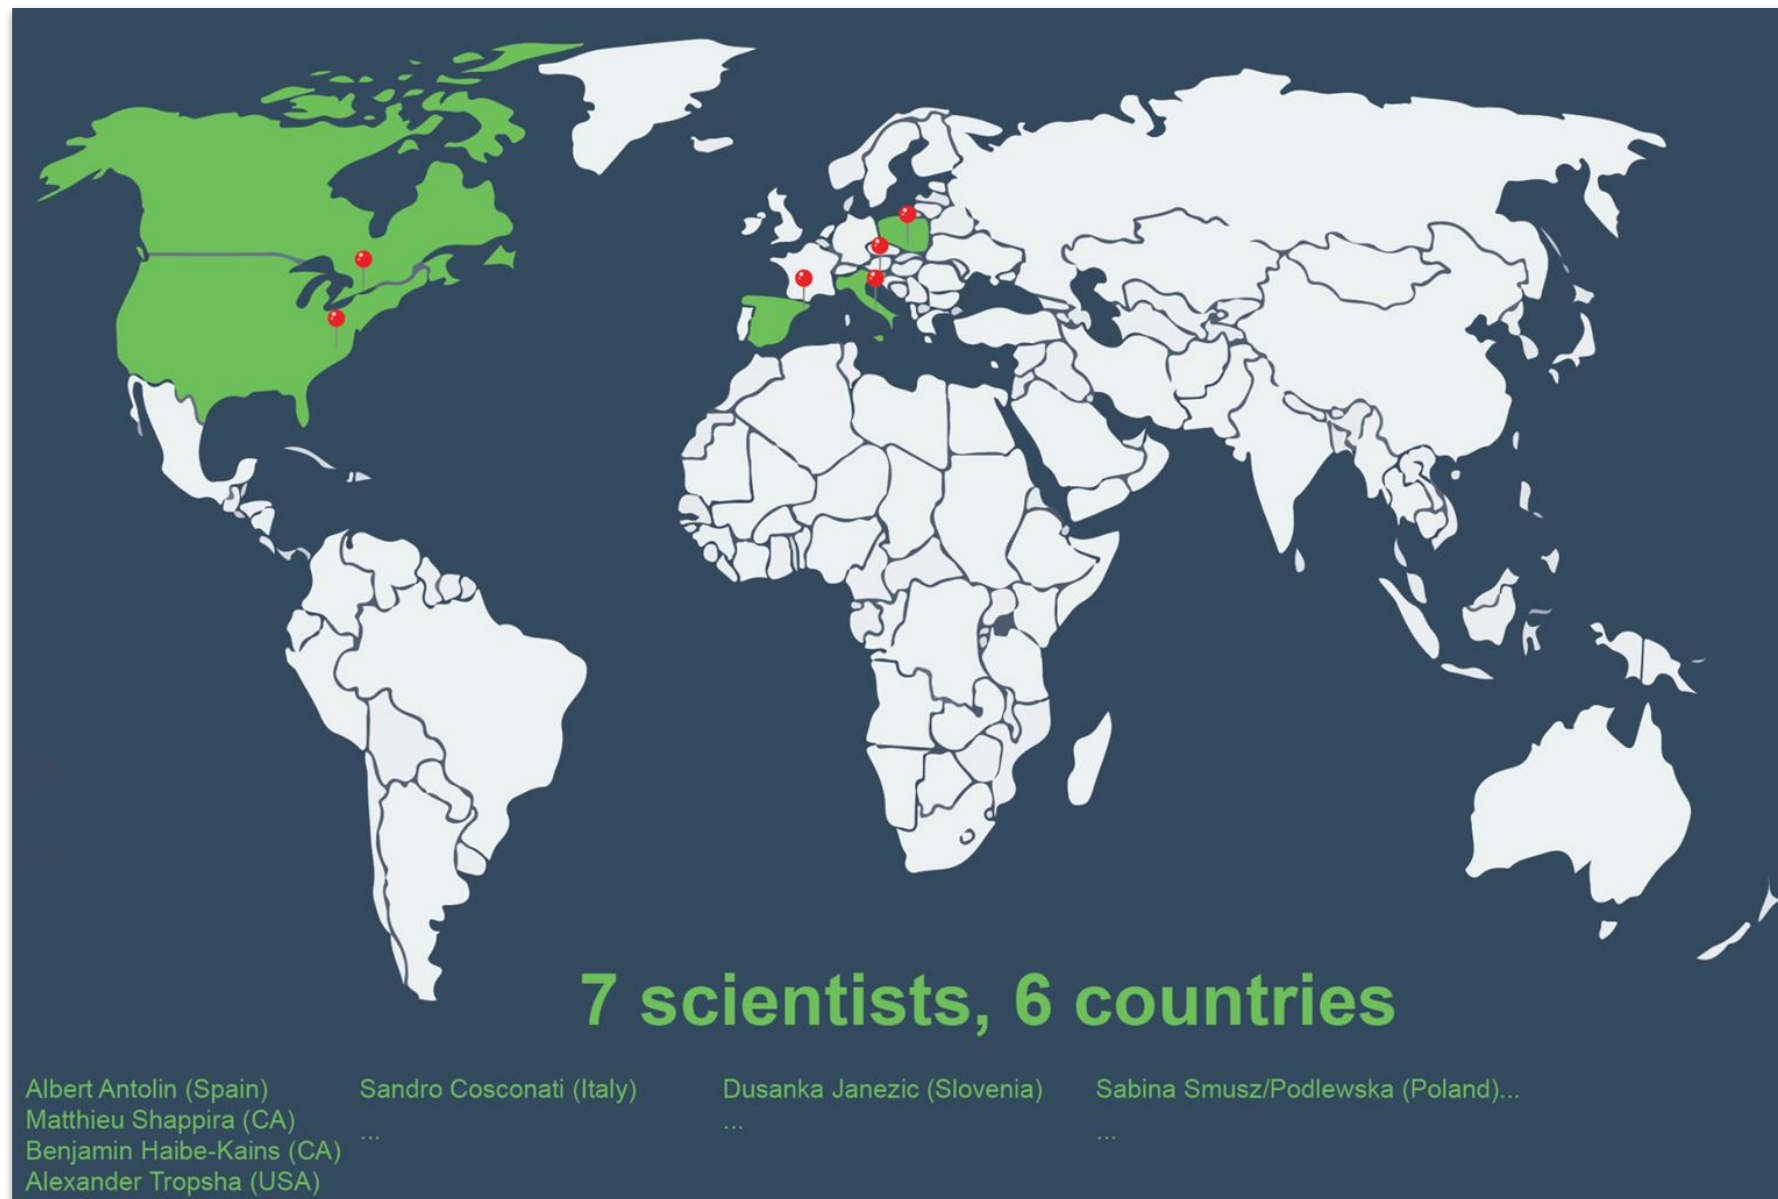 7 scientists, 6 countries
Albert Antolin (Spain)
Matthieu Shappira (CA)
Benjamin Haibe-Kains (CA)
Alexander Tropsha (USA)
Sandro Cosconati (Italy)
...
Dusanka Janezic (Slovenia)
...
Sabina Smusz/Podlewska (Poland)...
...